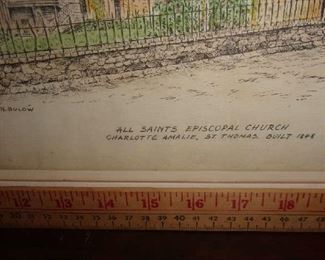 N. BULOW
ALL SAINTS EPISCOPAL CHURCH
CHARLOTTE AMALIE, ST. THOMAS. BUILT 1848
12 13 14 15 16 17 18